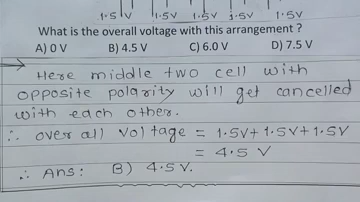 1.5V 1.5V 1.5V 1.5V 1.5V
What is the overall voltage with this arrangement ?
A) 0 V B) 4.5 V C) 6.0 V D) 7.5 V
→ Here middle two cell with
opposite polarity will get cancelled
with each other.
∴ over all voltage = 1.5V+1.5V+1.5V
= 4.5 V
∴ Ans: B) 4.5 V.